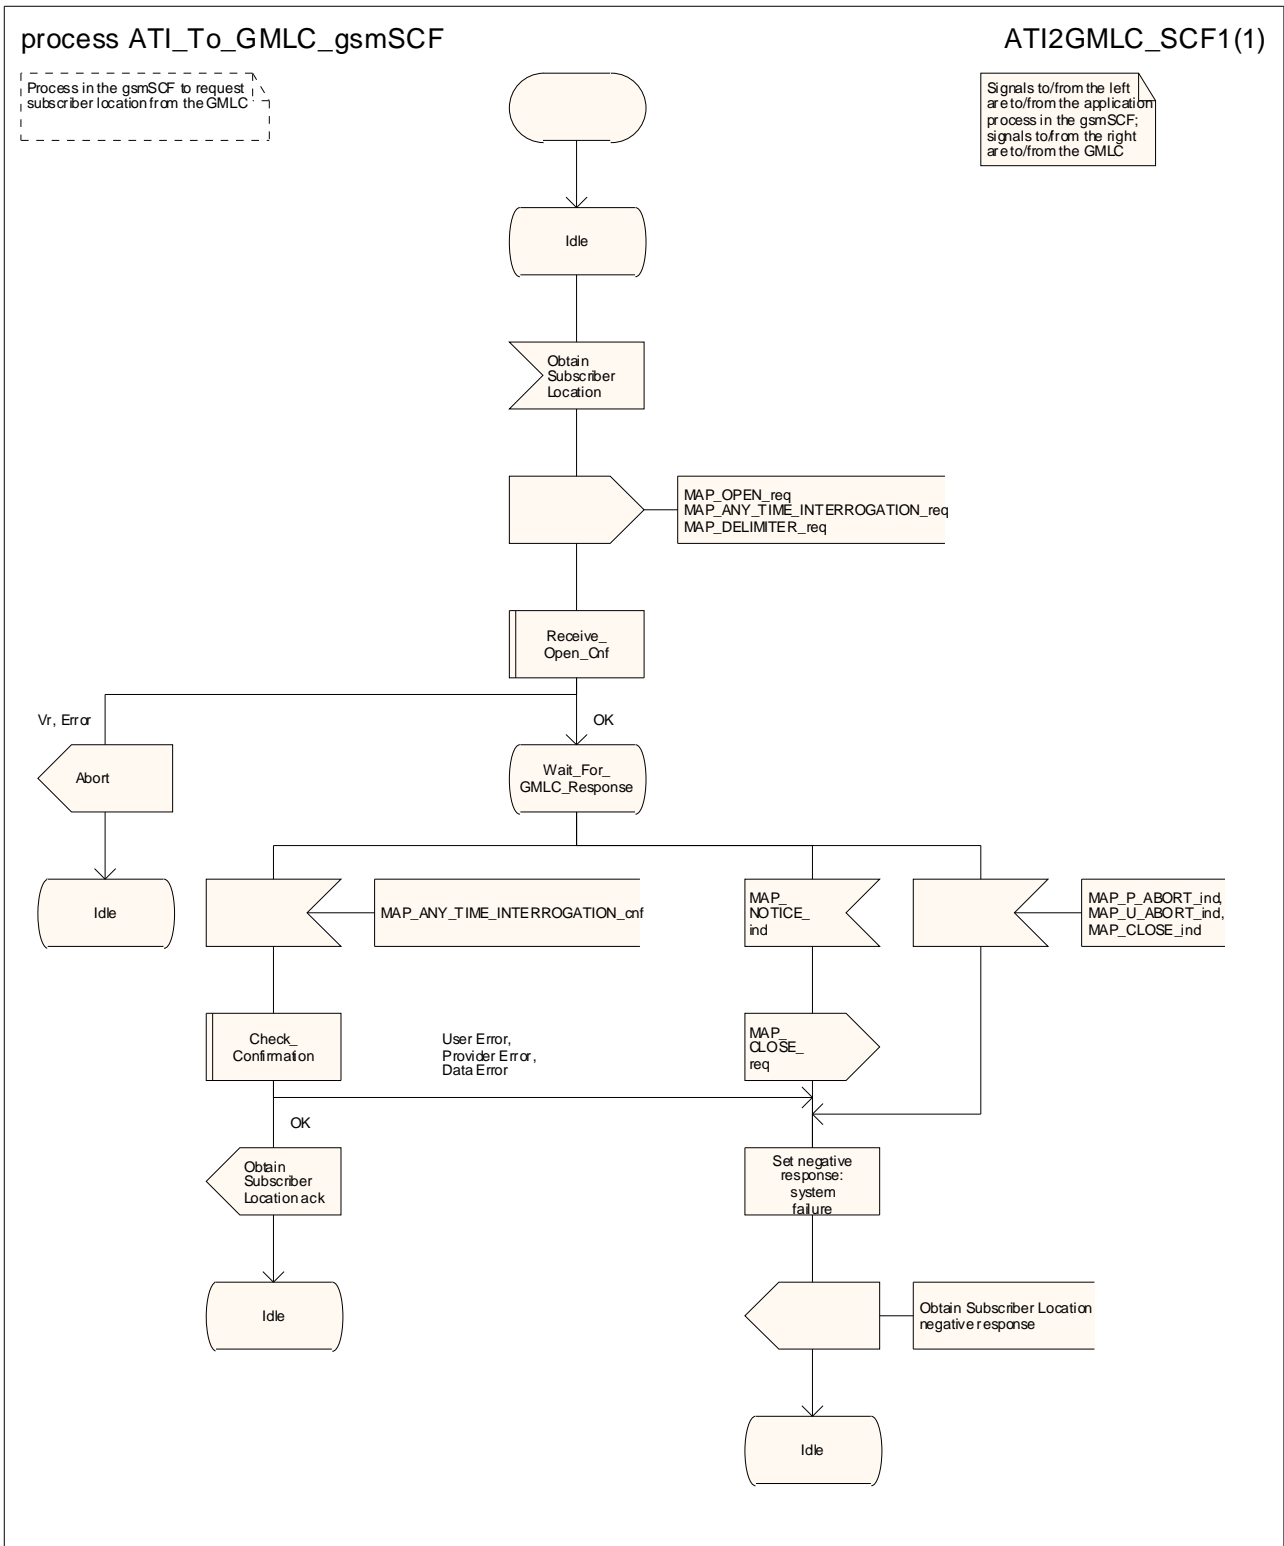 process ATI_To_GMLC_gsmSCF
ATI2GMLC_SCF1(1)
Process in the gsmSCF to request
subscriber location from the GMLC
Signals to/from the left
are to/from the application
process in the gsmSCF;
signals to/from the right
are to/from the GMLC
Idle
Obtain
Subscriber
Location
MAP_OPEN_req
MAP_ANY_TIME_INTERROGATION_req
MAP_DELIMITER_req
Receive_
Open_Cnf
Vr, Error
OK
Abort
Wait_For_
GMLC_Response
Idle
MAP_ANY_TIME_INTERROGATION_cnf
MAP_
NOTICE_
ind
MAP_P_ABORT_ind,
MAP_U_ABORT_ind,
MAP_CLOSE_ind
Check_
Confirmation
User Error,
Provider Error,
Data Error
MAP_
CLOSE_
req
OK
Obtain
Subscriber
Location ack
Set negative
response:
system
failure
Idle
Obtain Subscriber Location
negative response
Idle